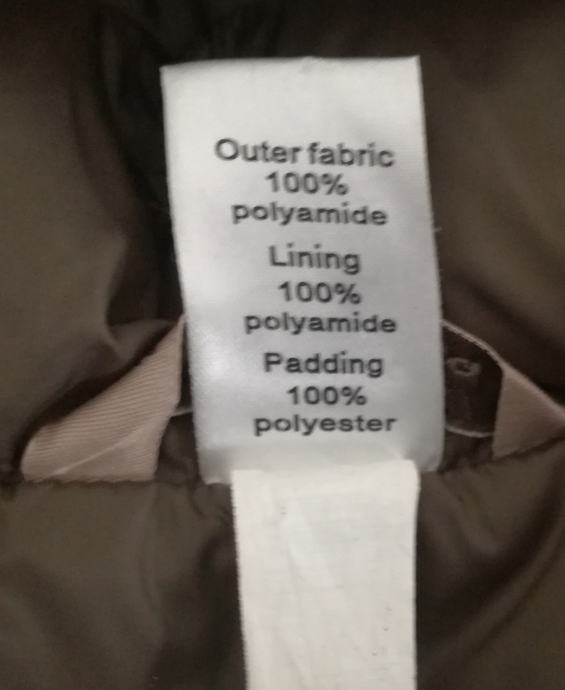 Outer fabric
100%
polyamide
Lining
100%
polyamide
Padding
100%
polyester